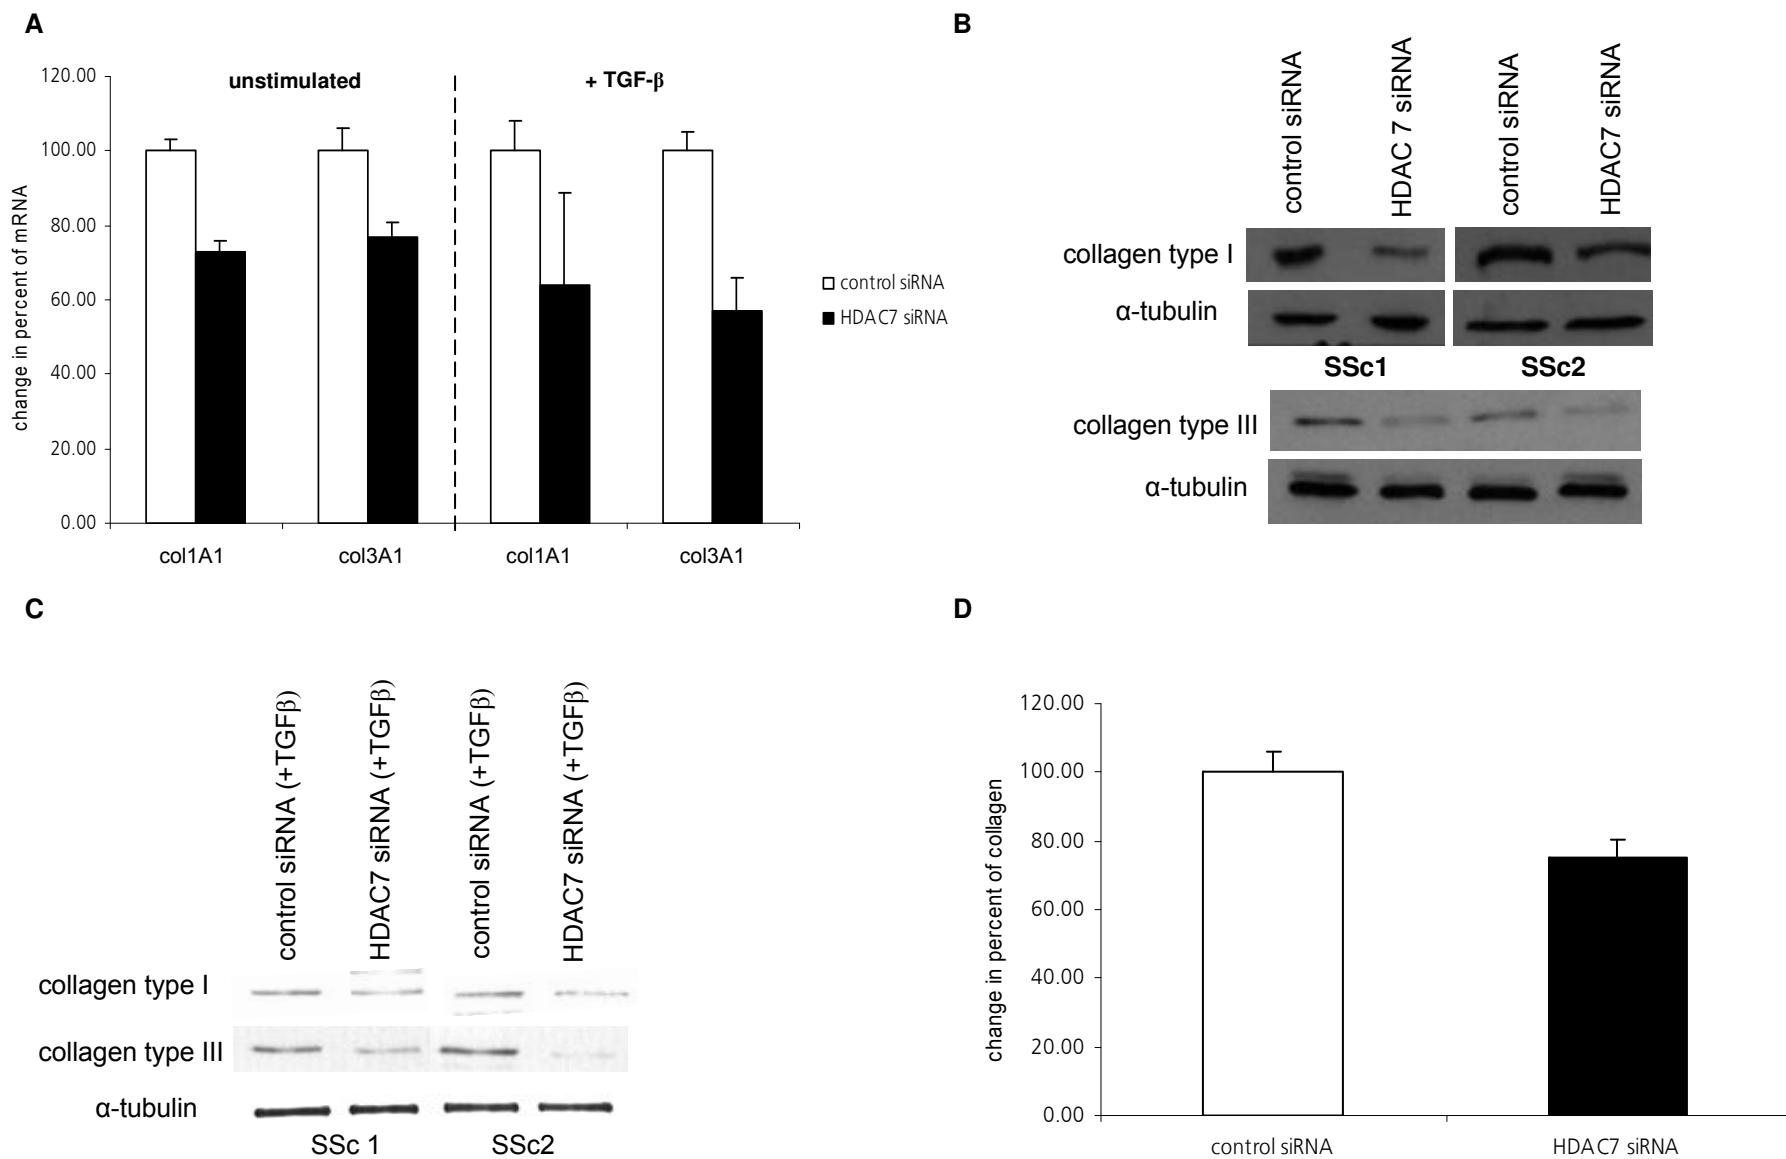 A
120.00
100.00
80.00
60.00
40.00
20.00
0.00
change in percent of mRNA
unstimulated
+ TGF-β
col1A1
col3A1
col1A1
col3A1
control siRNA
HDAC7 siRNA
B
control siRNA
HDAC 7 siRNA
control siRNA
HDAC7 siRNA
collagen type I
α-tubulin
SSc1 SSc2
collagen type III
α-tubulin
C
control siRNA (+TGFβ)
HDAC7 siRNA (+TGFβ)
control siRNA (+TGFβ)
HDAC7 siRNA (+TGFβ)
collagen type I
collagen type III
α-tubulin
SSc 1 SSc2
D
120.00
100.00
80.00
60.00
40.00
20.00
0.00
change in percent of collagen
control siRNA
HDAC7 siRNA